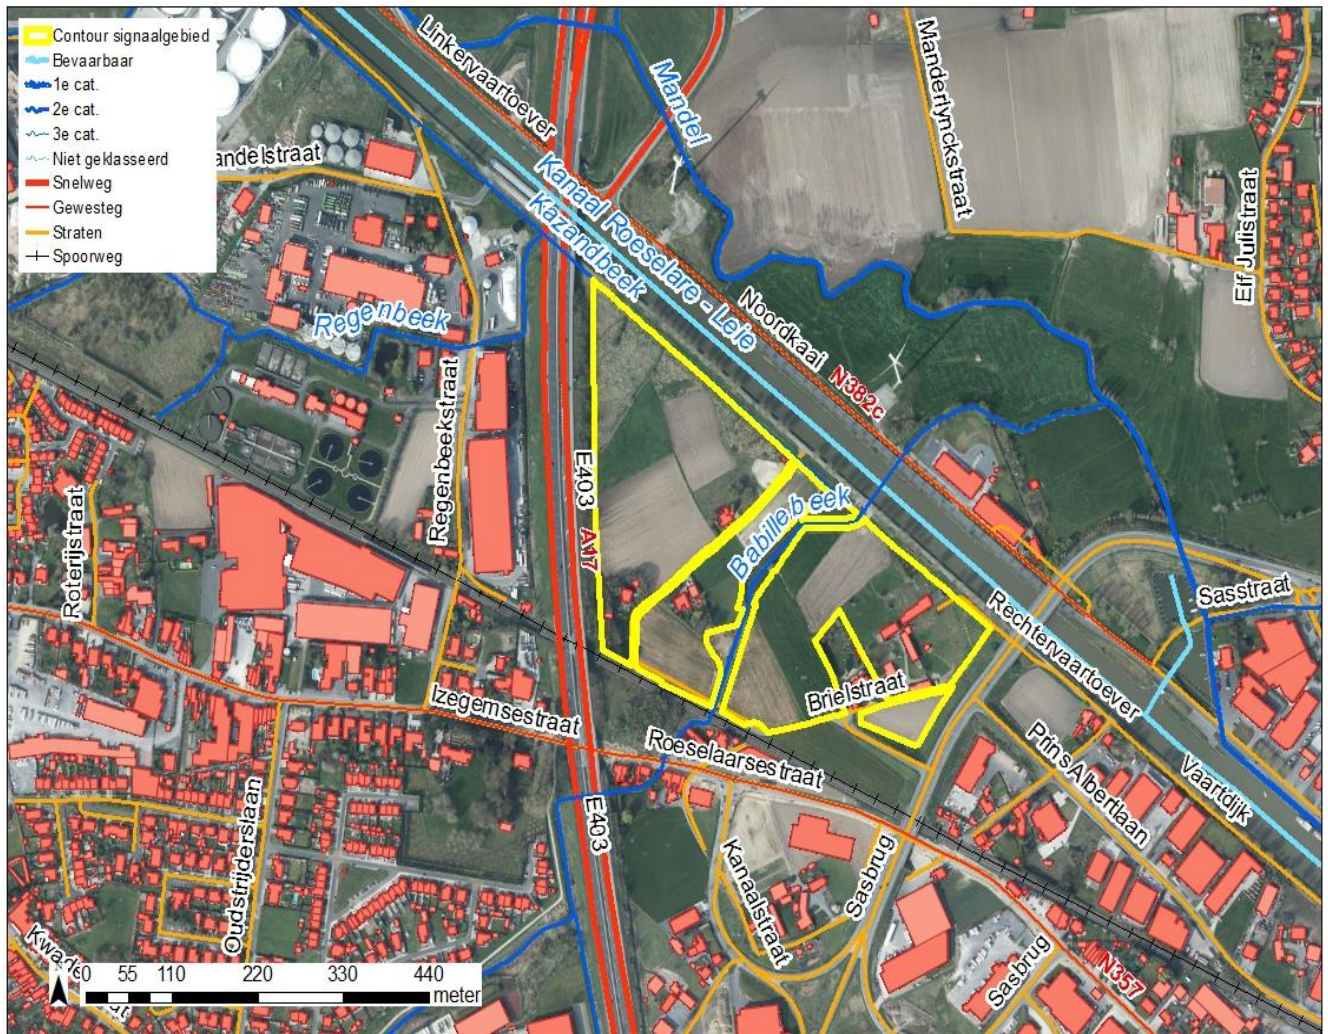 Contour signaalgebied
Bevaarbaar
1e cat.
2e cat.
3e cat.
Niet geklasseerd
Snelweg
Gewesteg
Straten
Spoorweg
andelstraat
Linkervaartoever
Mandel
Manderlynckstraat
Elf Julistraat
Kanaal Roeselare - Leie
Kazandbeek
Regenbeek
Noordkaai
N382c
Regenbeekstraat
E403
A17
Babillebeek
Roterijstraat
Sasstraat
Rechtervaartoever
Brielstraat
Izegemsestraat
Roeselaarsestraat
Prins Albertlaan
Vaartdijk
E403
Oudstrijderslaan
Kanaalstraat
Sasbrug
Sasbrug
N357
0 55 110 220 330 440
meter